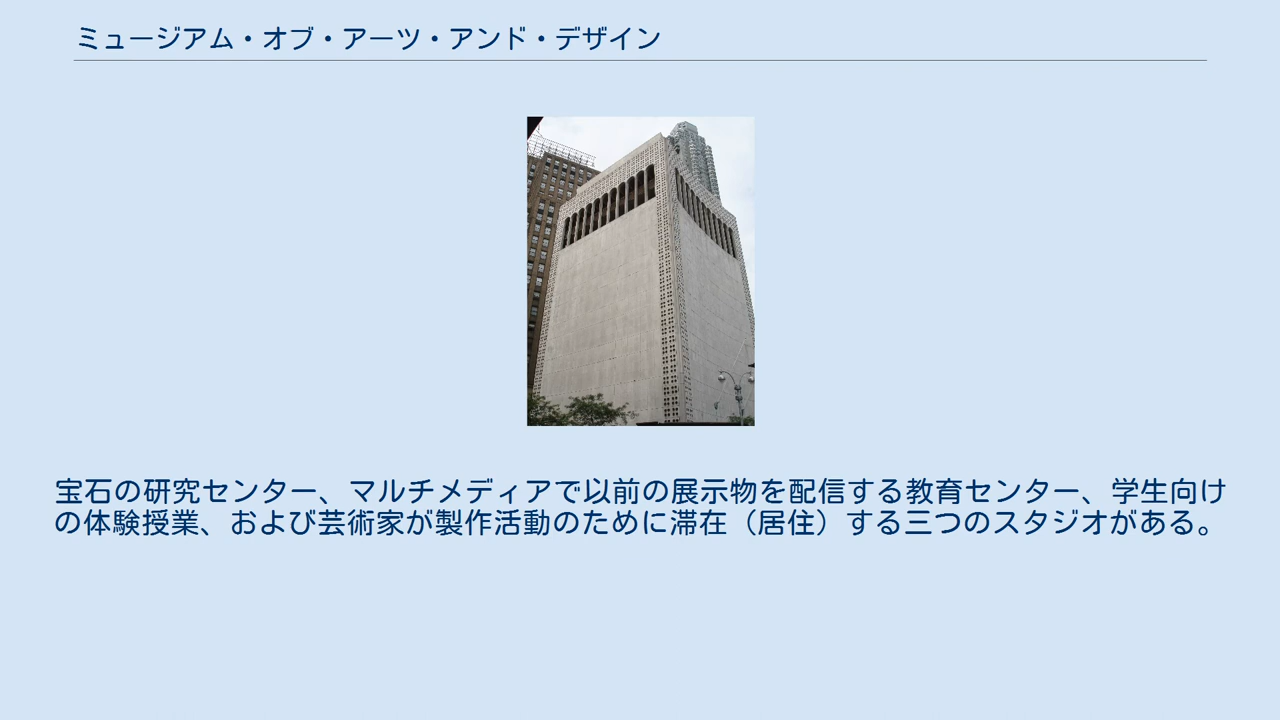 ミュージアム・オブ・アーツ・アンド・デザイン
宝石の研究センター、マルチメディアで以前の展示物を配信する教育センター、学生向け
の体験授業、および芸術家が製作活動のために滞在（居住）する三つのスタジオがある。